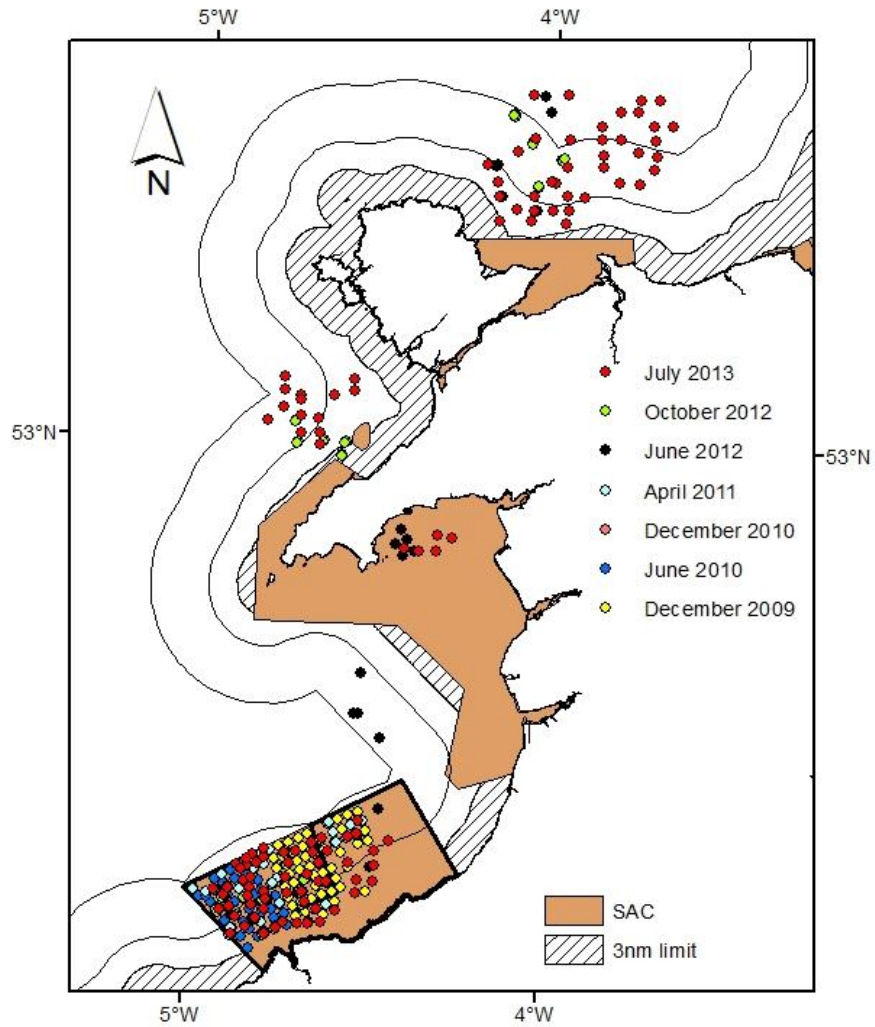 5°W 4°W
N
July 2013
October 2012
53°N
June 2012
53°N
April 2011
December 2010
June 2010
December 2009
SAC
3nm limit
5°W 4°W